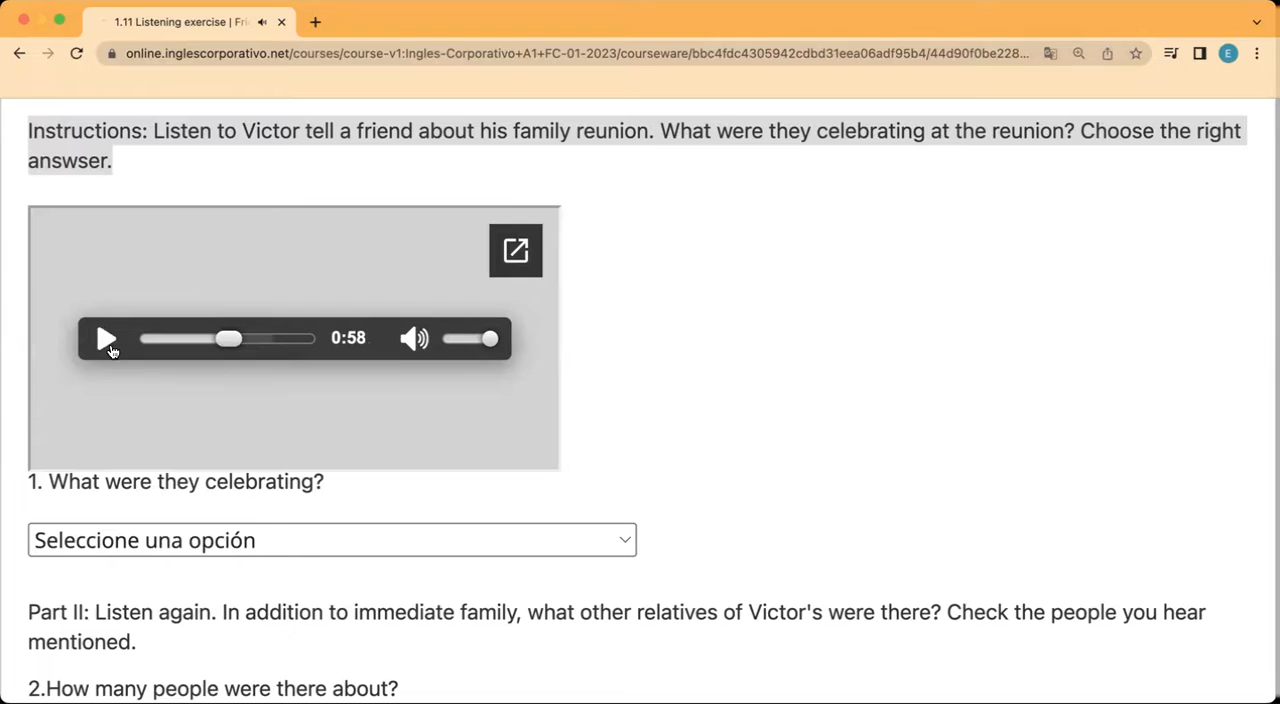 1.11 Listening exercise | Fri
online.inglescorporativo.net/courses/course-v1:Ingles-Corporativo+A1+FC-01-2023/courseware/bbc4fdc4305942cdbd31eea06adf95b4/44d90f0be228...
E
Instructions: Listen to Victor tell a friend about his family reunion. What were they celebrating at the reunion? Choose the right
answser.
0:58
1. What were they celebrating?
Seleccione una opción
Part II: Listen again. In addition to immediate family, what other relatives of Victor's were there? Check the people you hear
mentioned.
2.How many people were there about?